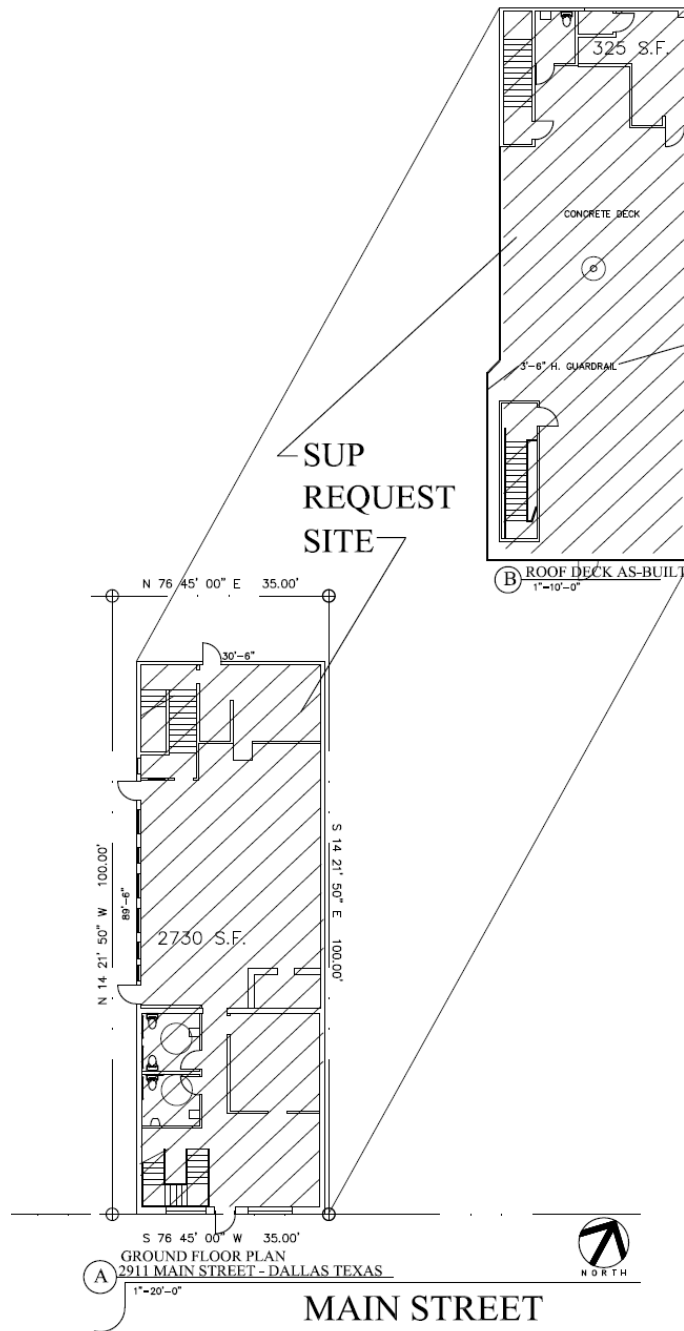 325 S.F.
CONCRETE DECK
3'-6" H. GUARDRAIL
SUP
REQUEST
SITE
B
ROOF DECK AS-BUILT
1"-10'-0"
N 76 45' 00" E 35.00'
30'-6"
N 14 21' 50" W 100.00'
89'-6"
S 14 21' 50" E 100.00'
2730 S.F.
S 76 45' 00" W 35.00'
A
GROUND FLOOR PLAN
2911 MAIN STREET - DALLAS TEXAS
1"-20'-0"
NORTH
MAIN STREET